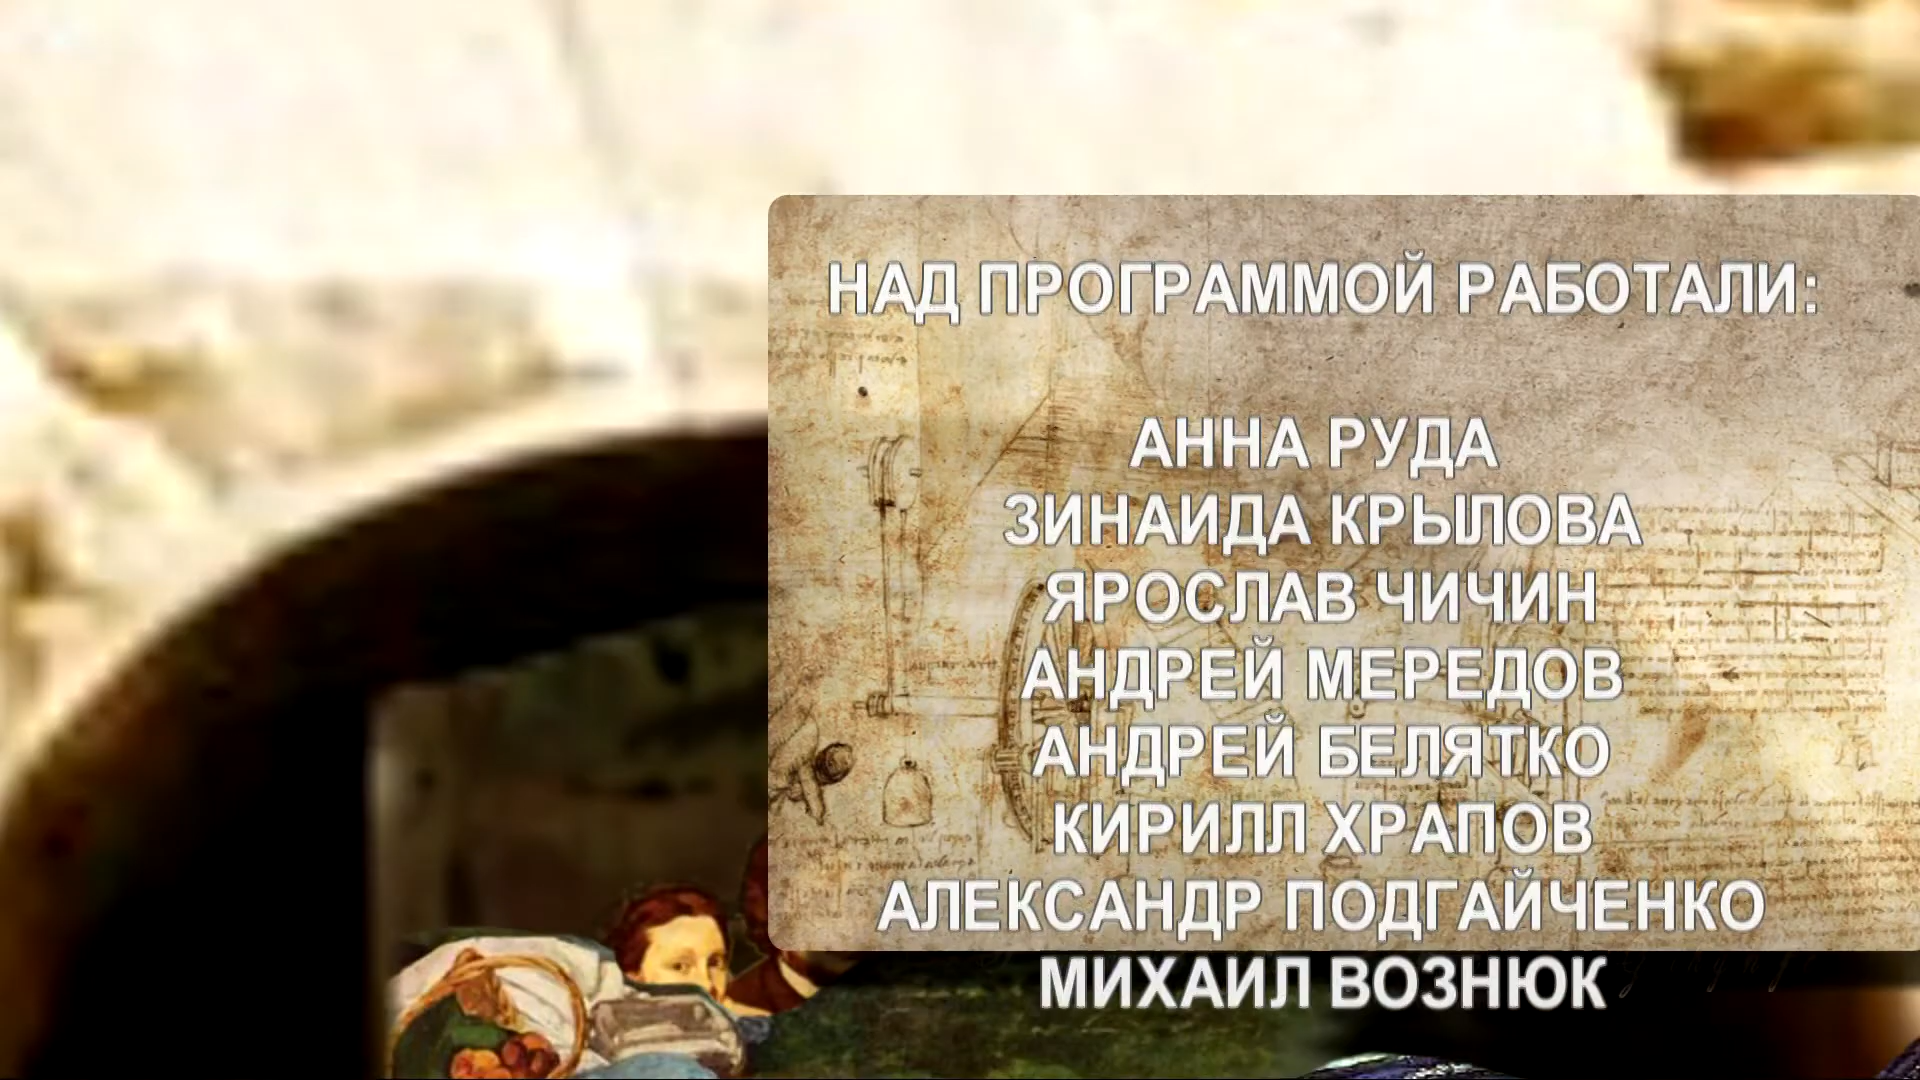 НАД ПРОГРАММОЙ РАБОТАЛИ:
АННА РУДА
ЗИНАИДА КРЫЛОВА
ЯРОСЛАВ ЧИЧИН
АНДРЕЙ МЕРЕДОВ
АНДРЕЙ БЕЛЯТКО
КИРИЛЛ ХРАПОВ
АЛЕКСАНДР ПОДГАЙЧЕНКО
МИХАИЛ ВОЗНЮК